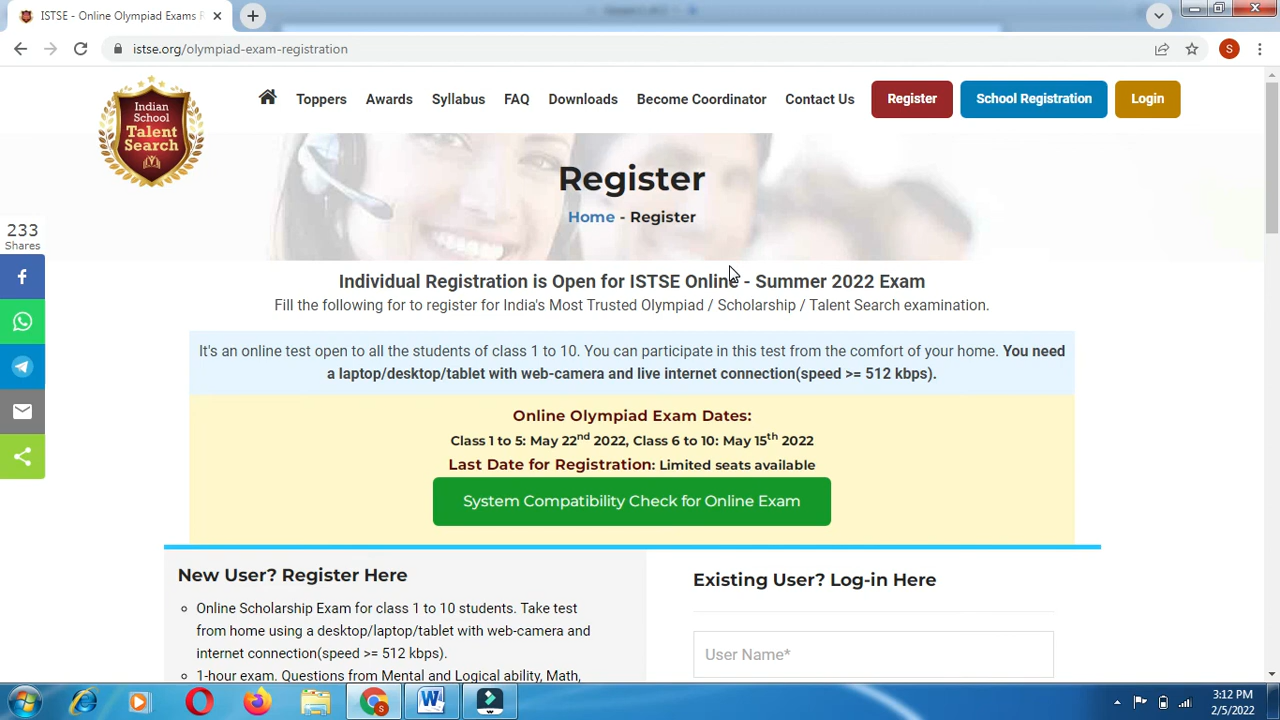 ISTSE - Online Olympiad Exams R
istse.org/olympiad-exam-registration
S
Indian
School
Talent
Search
Toppers
Awards
Syllabus
FAQ
Downloads
Become Coordinator
Contact Us
Register
School Registration
Login
Register
Home - Register
233
Shares
Individual Registration is Open for ISTSE Online - Summer 2022 Exam
Fill the following for to register for India's Most Trusted Olympiad / Scholarship / Talent Search examination.
It's an online test open to all the students of class 1 to 10. You can participate in this test from the comfort of your home. You need
a laptop/desktop/tablet with web-camera and live internet connection(speed >= 512 kbps).
Online Olympiad Exam Dates:
Class 1 to 5: May 22nd 2022, Class 6 to 10: May 15th 2022
Last Date for Registration: Limited seats available
System Compatibility Check for Online Exam
New User? Register Here
Online Scholarship Exam for class 1 to 10 students. Take test
from home using a desktop/laptop/tablet with web-camera and
internet connection(speed >= 512 kbps).
1-hour exam. Questions from Mental and Logical ability, Math,
Existing User? Log-in Here
User Name*
3:12 PM
2/5/2022